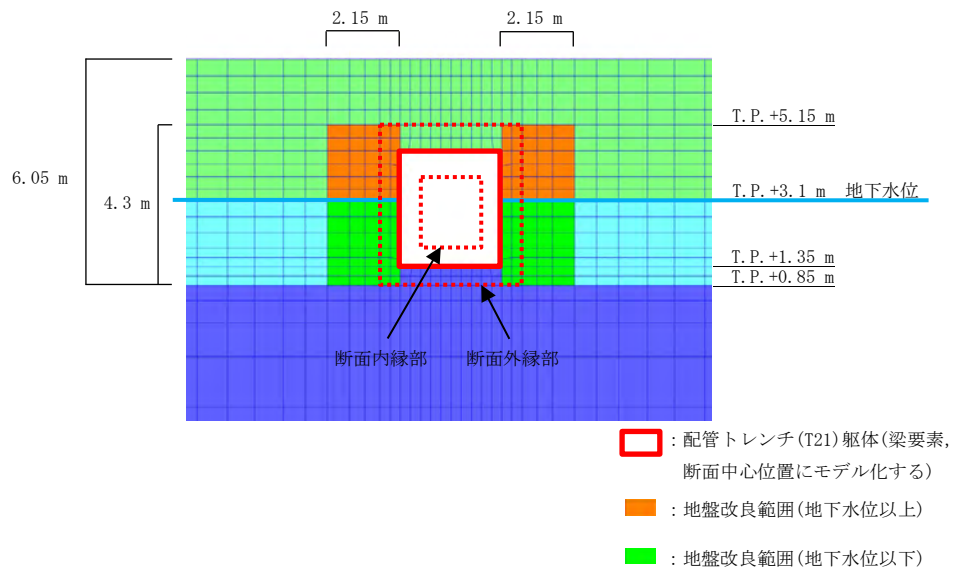 2.15 m
2.15 m
T.P.+5.15 m
6.05 m
4.3 m
T.P.+3.1 m 地下水位
T.P.+1.35 m
T.P.+0.85 m
断面内縁部
断面外縁部
：配管トレンチ(T21)躯体(梁要素,
断面中心位置にモデル化する)
：地盤改良範囲(地下水位以上)
：地盤改良範囲(地下水位以下)